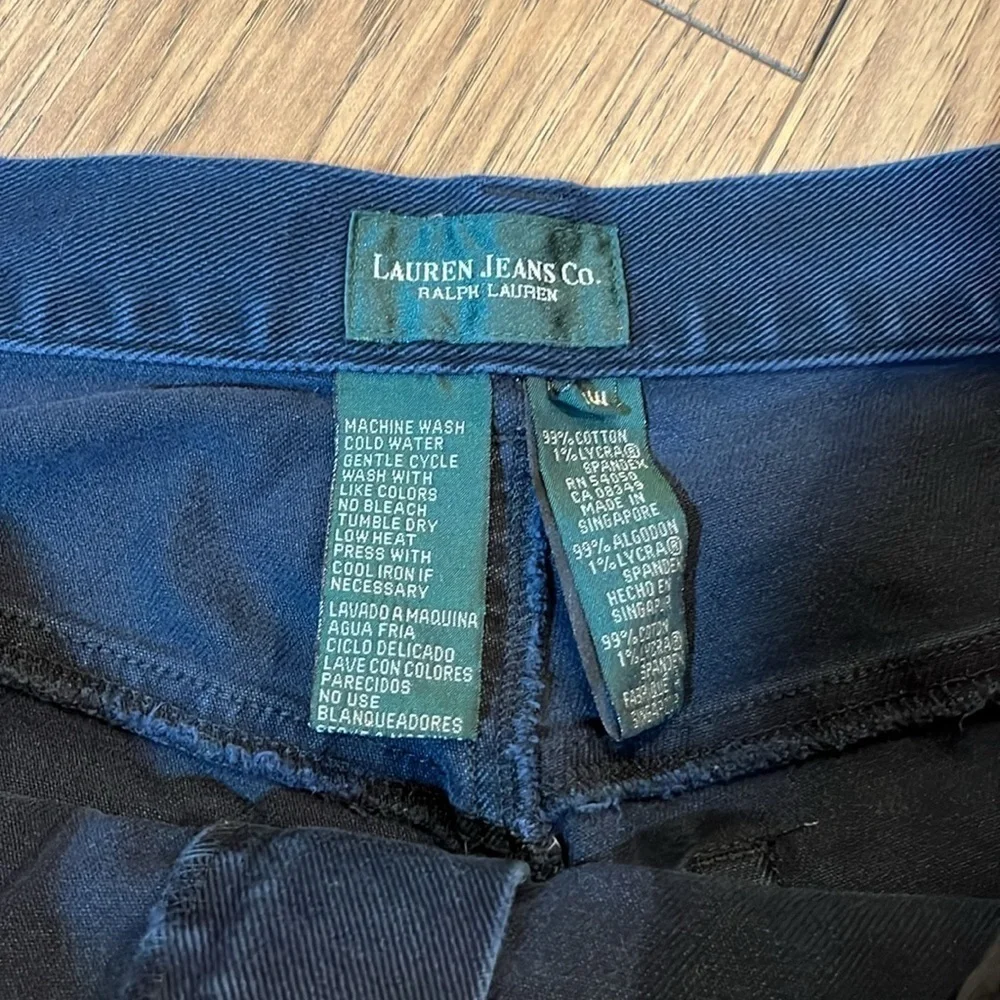 LAUREN JEANS CO.
RALPH LAUREN
MACHINE WASH
COLD WATER
GENTLE CYCLE
WASH WITH
LIKE COLORS
NO BLEACH
TUMBLE DRY
LOW HEAT
PRESS WITH
COOL IRON IF
NECESSARY
LAVADO A MAQUINA
AGUA FRIA
CICLO DELICADO
LAVE CON COLORES
PARECIDOS
NO USE
BLANQUEADORES
99% COTTON
1% LYCRA®
SPANDEX
RN 54050
CA 08349
MADE IN
SINGAPORE
99% ALGODON
1% LYCRA®
SPANDEX
HECHO EN
SINGAPUR
99% COTON
1% LYCRA®
SPANDEX